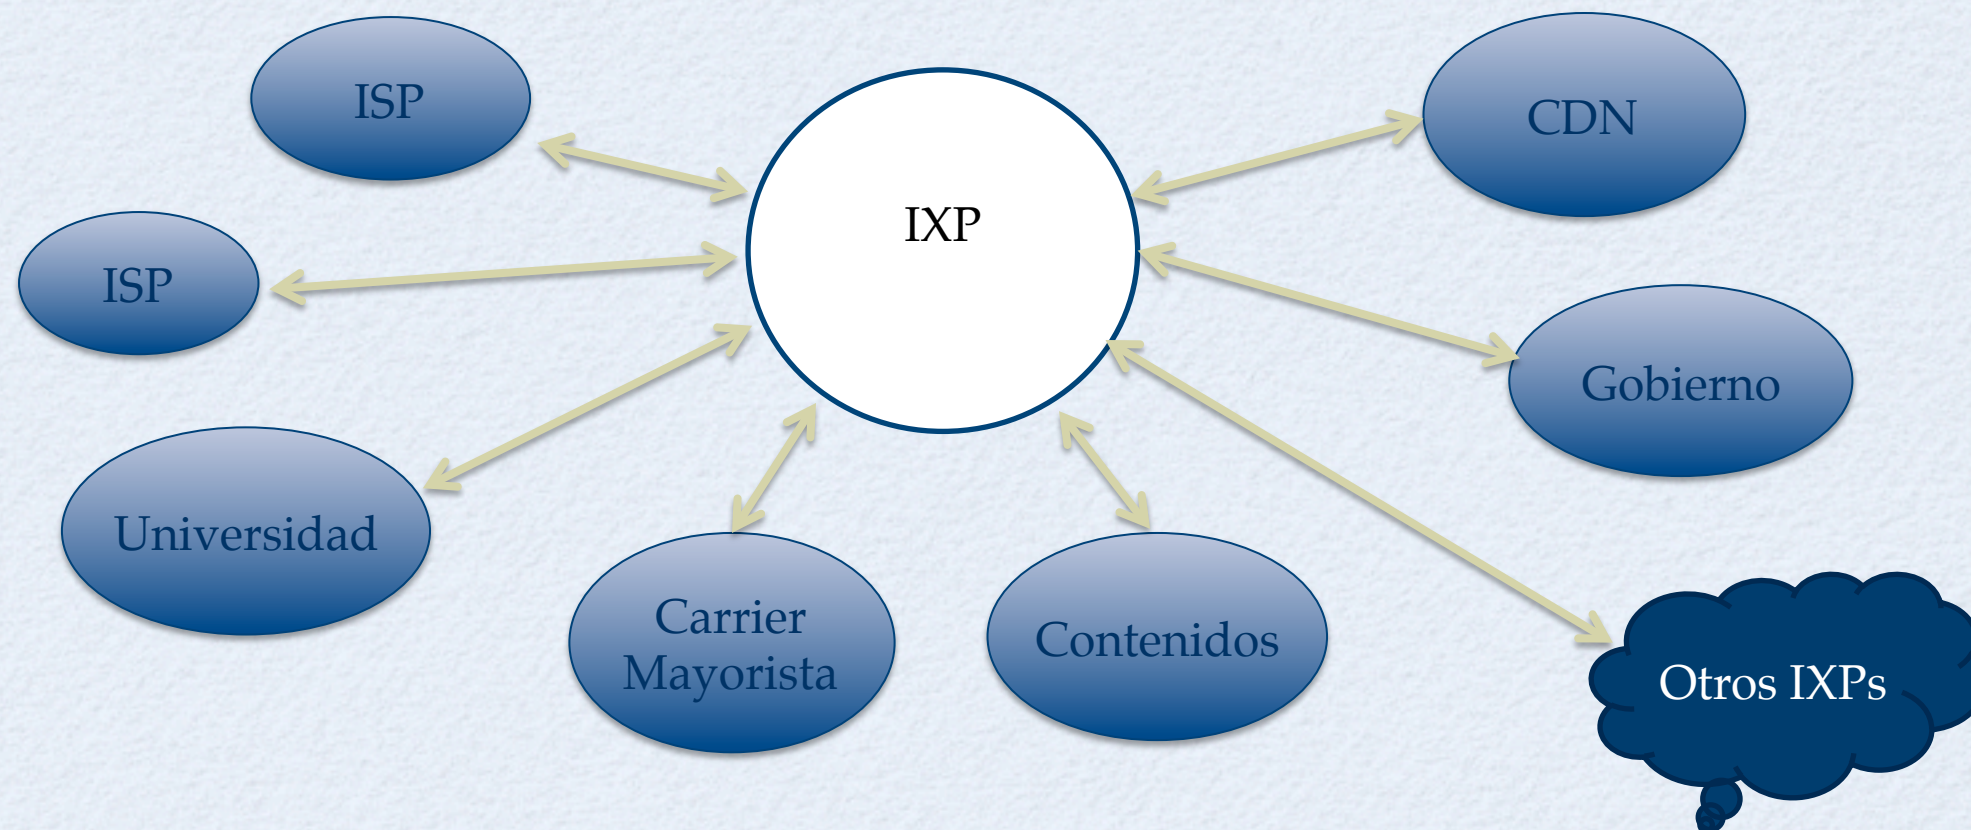 ISP
CDN
IXP
ISP
Gobierno
Universidad
Carrier
Mayorista
Contenidos
Otros IXPs